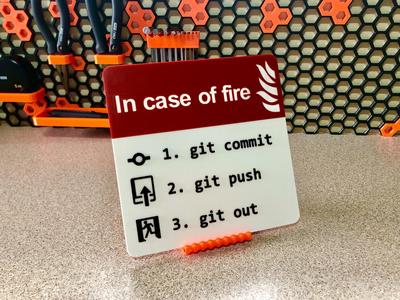 In case of fire
1. git commit
2. git push
3. git out